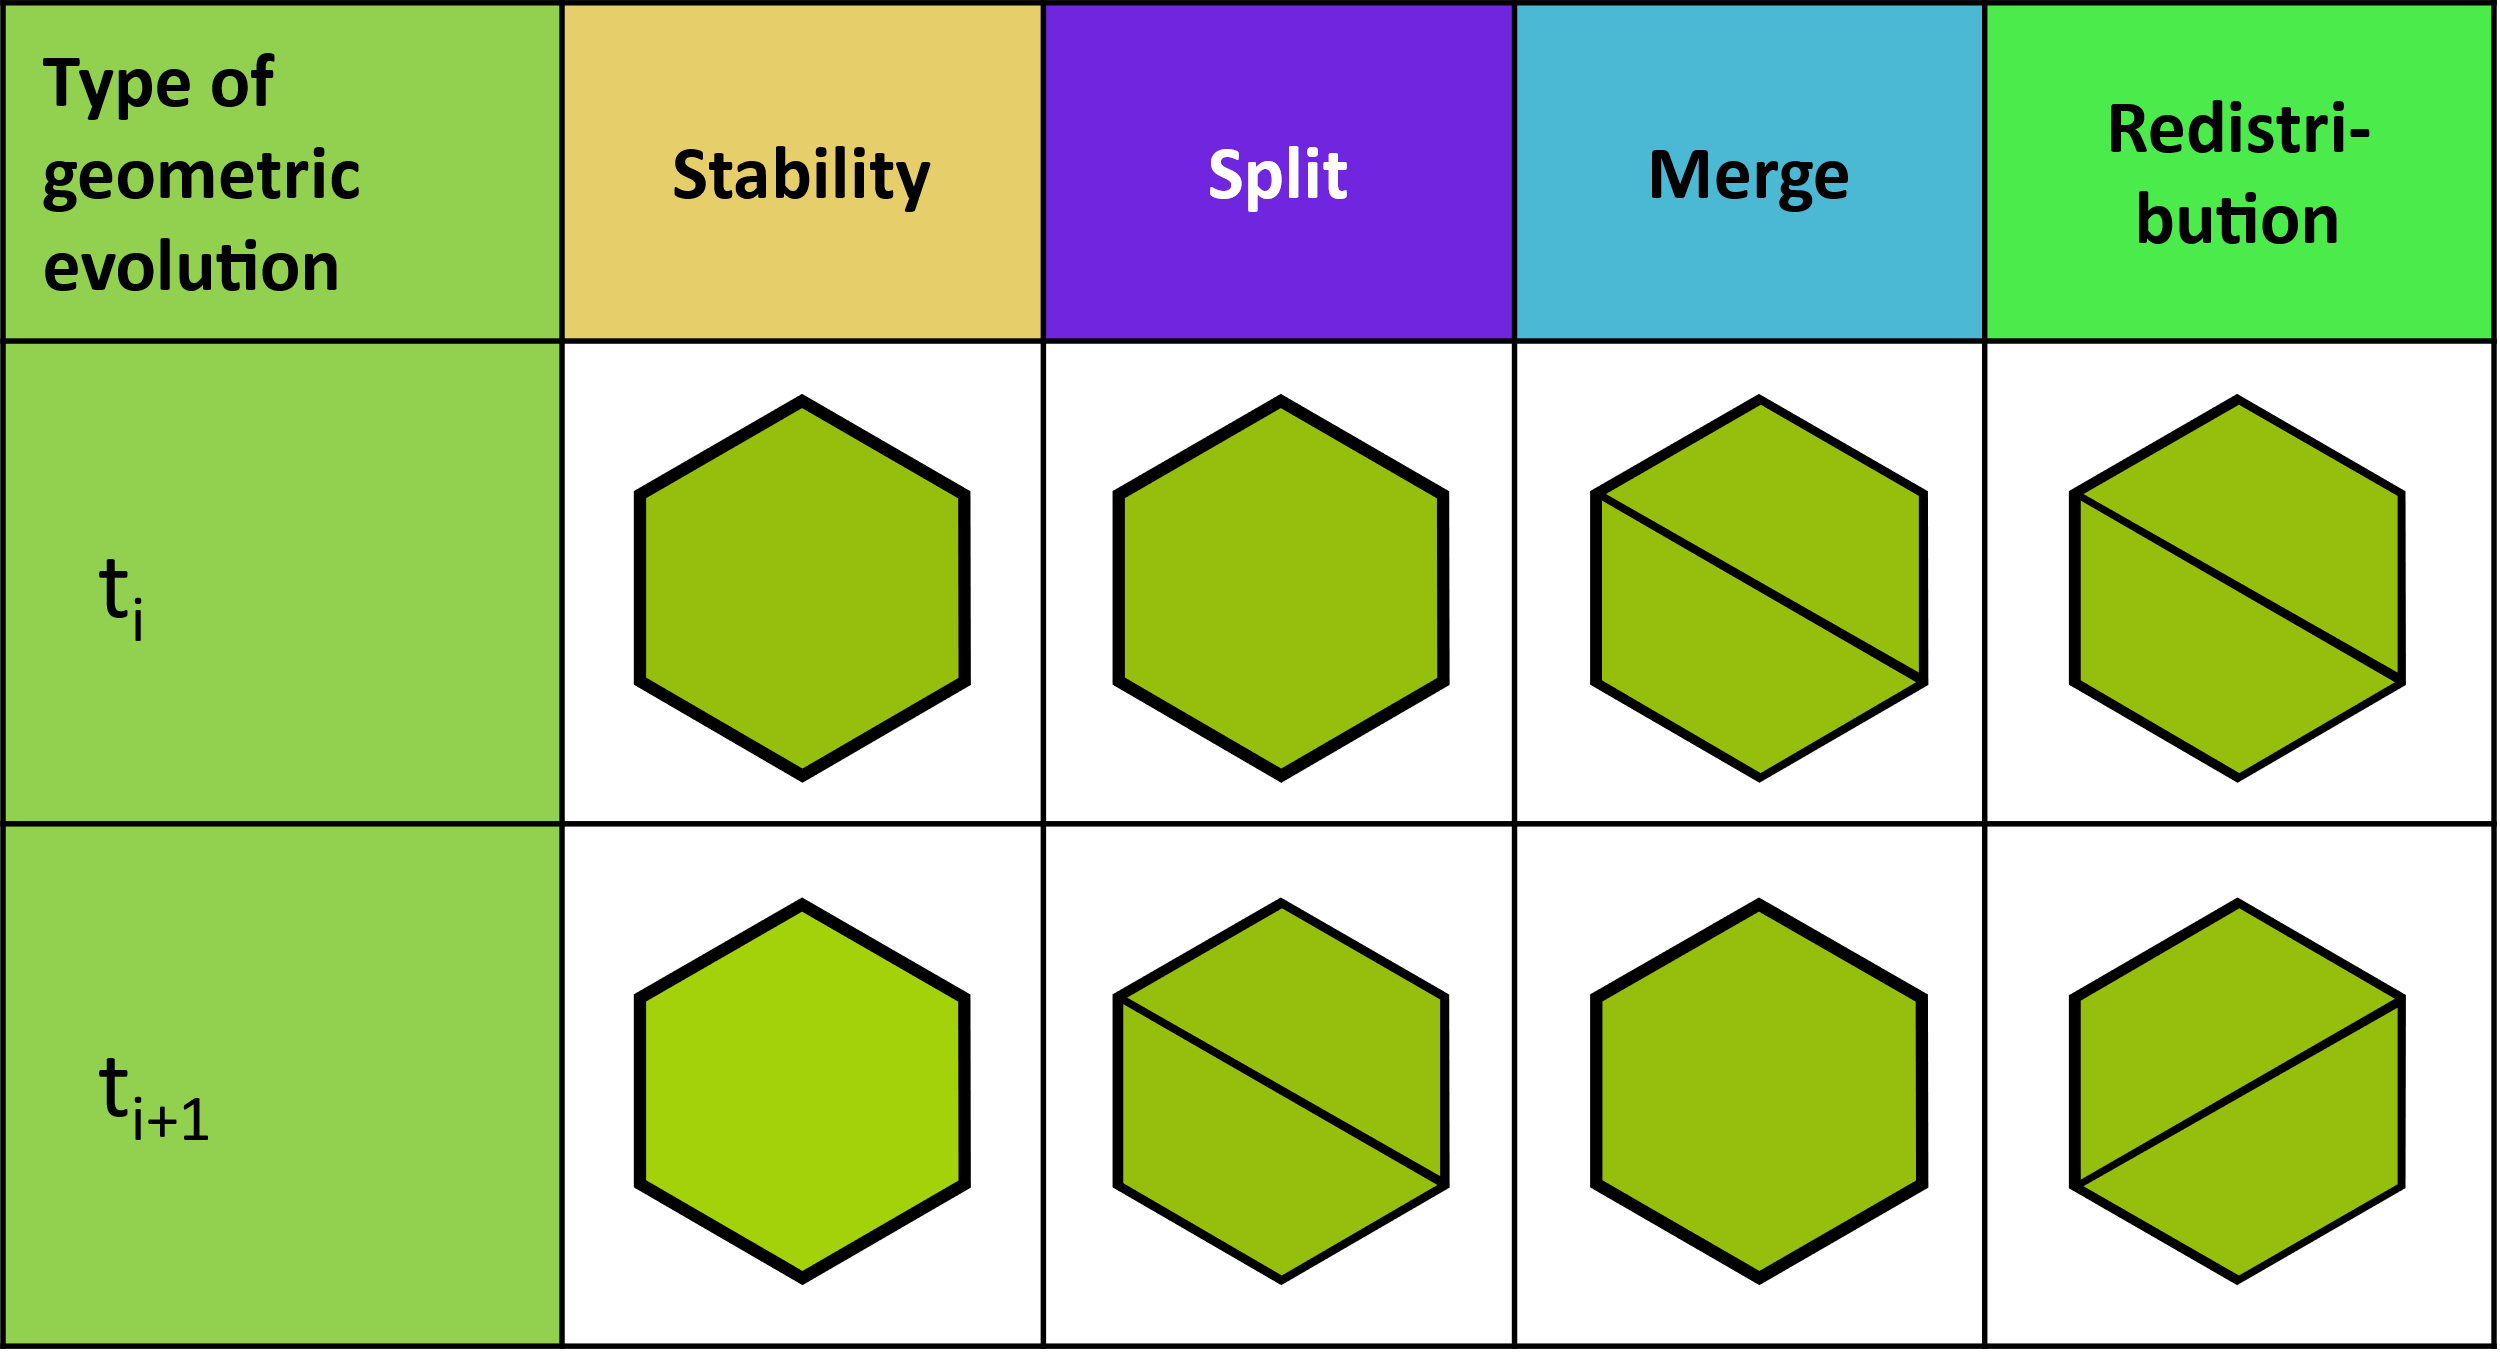 Type of
geometric
evolution
Stability
Split
Merge
Redistri-
bution
tᵢ
tᵢ₊₁